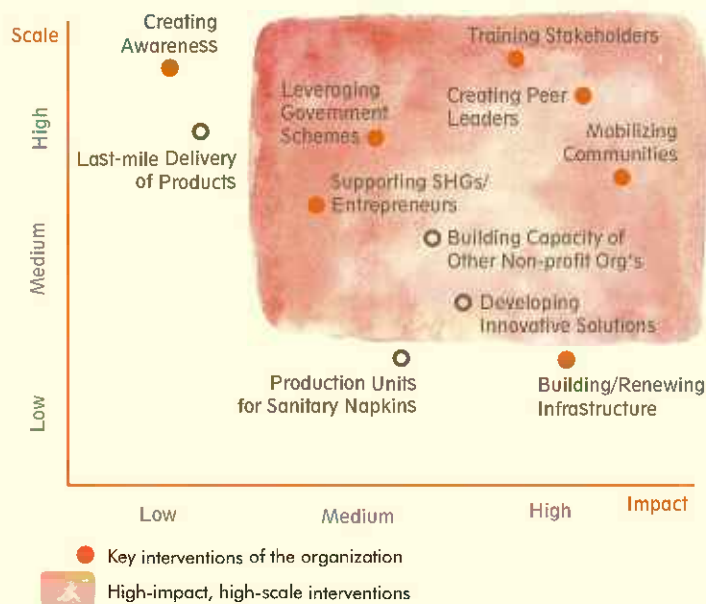 Scale
Creating
Awareness
Training Stakeholders
Leveraging
Government
Schemes
Creating Peer
Leaders
High
Mobilizing
Communities
Last-mile Delivery
of Products
Supporting SHGs/
Entrepreneurs
Medium
Building Capacity of
Other Non-profit Org's
Developing
Innovative Solutions
Production Units
for Sanitary Napkins
Building/Renewing
Infrastructure
Low
Low
Medium
High
Impact
Key interventions of the organization
High-impact, high-scale interventions